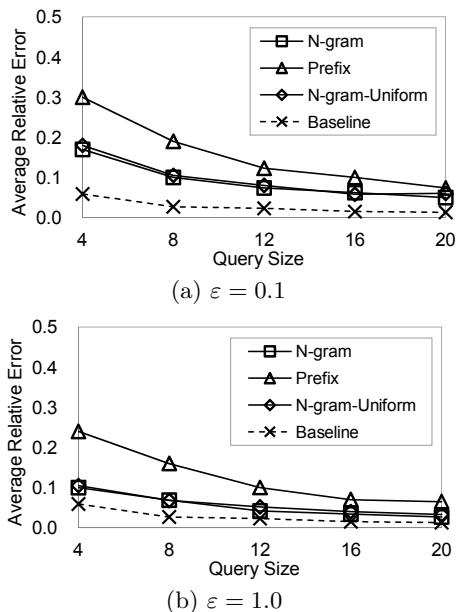 0.5
0.4
0.3
0.2
0.1
0.0
Average Relative Error
N-gram
Prefix
N-gram-Uniform
Baseline
4 8 12 16 20
Query Size
(a) ε = 0.1
0.5
0.4
0.3
0.2
0.1
0.0
Average Relative Error
N-gram
Prefix
N-gram-Uniform
Baseline
4 8 12 16 20
Query Size
(b) ε = 1.0